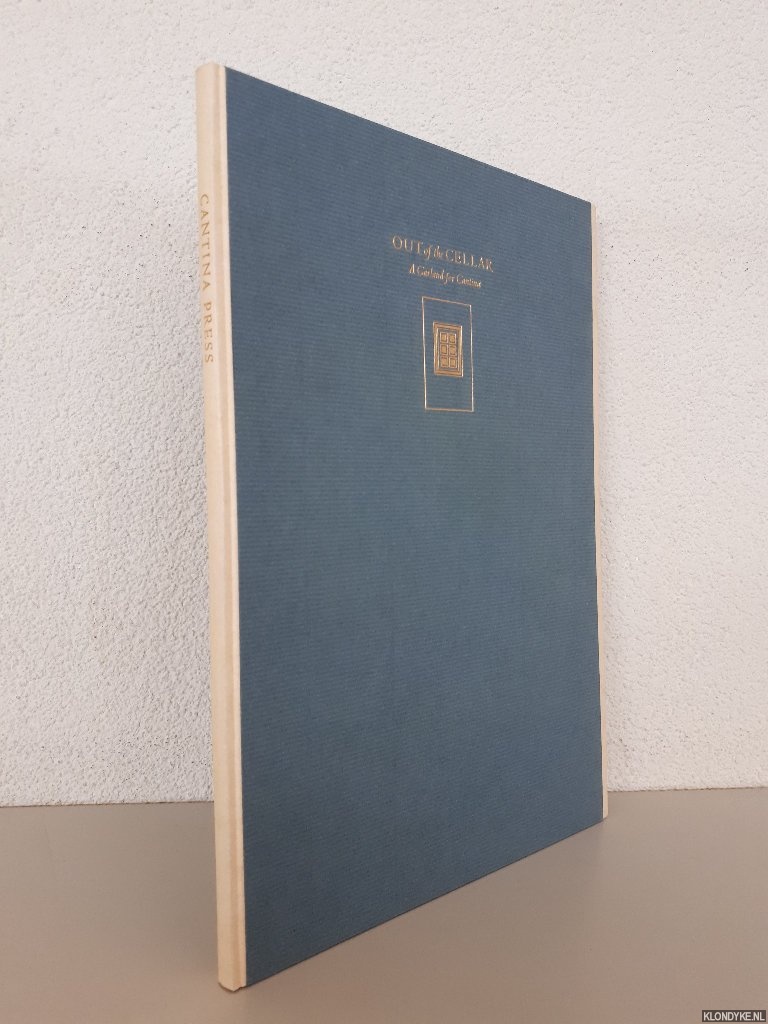 CANTINA PRESS
OUT of the CELLAR
A Garland for Cantina
KLONDYKE.NL